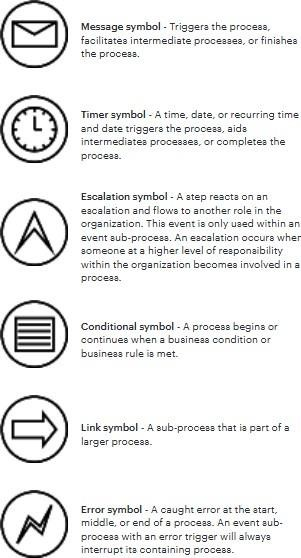 Message symbol - Triggers the process,
facilitates intermediate processes, or finishes
the process.
Timer symbol - A time, date, or recurring time
and date triggers the process, aids
intermediates processes, or completes the
process.
Escalation symbol - A step reacts on an
escalation and flows to another role in the
organization. This event is only used within an
event sub-process. An escalation occurs when
someone at a higher level of responsibility
within the organization becomes involved in a
process.
Conditional symbol - A process begins or
continues when a business condition or
business rule is met.
Link symbol - A sub-process that is part of a
larger process.
Error symbol - A caught error at the start,
middle, or end of a process. An event sub-
process with an error trigger will always
interrupt its containing process.